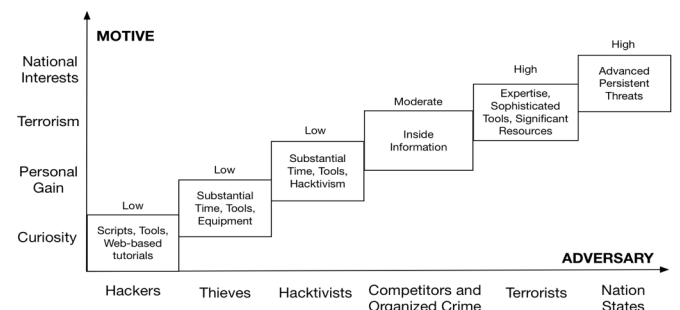 MOTIVE
National
Interests
Terrorism
Personal
Gain
Curiosity
Low
Scripts, Tools,
Web-based
tutorials
Low
Substantial
Time, Tools,
Equipment
Low
Substantial
Time, Tools,
Hacktivism
Moderate
Inside
Information
High
Expertise,
Sophisticated
Tools, Significant
Resources
High
Advanced
Persistent
Threats
ADVERSARY
Hackers
Thieves
Hacktivists
Competitors and
Organized Crime
Terrorists
Nation
States